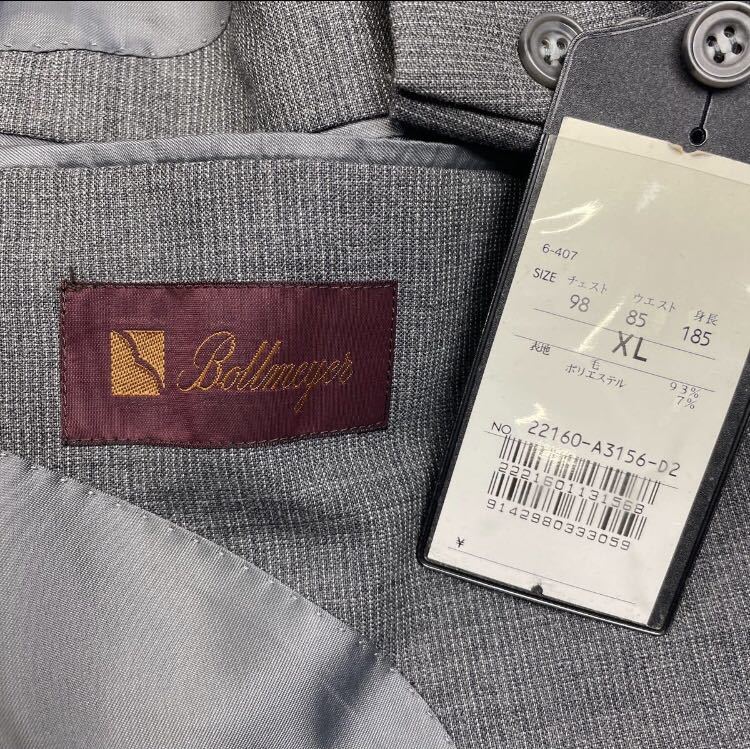 Bollmeyer
6-407
SIZE チェスト ウエスト 身長
98 85 185
XL
表地 毛 93%
ポリエステル 7%
NO 22160-A3156-D2
2221601131568
9142980393059
¥